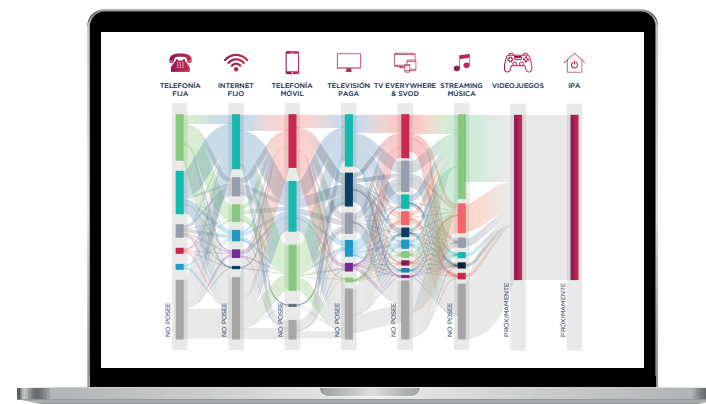 TELEFONÍA FIJA
INTERNET FIJO
TELEFONÍA MÓVIL
TELEVISIÓN PAGA
TV EVERYWHERE & SVOD
STREAMING MÚSICA
VIDEOJUEGOS
IPA
NO POSEE
NO POSEE
NO POSEE
NO POSEE
NO POSEE
NO POSEE
PRÓXIMAMENTE
PRÓXIMAMENTE